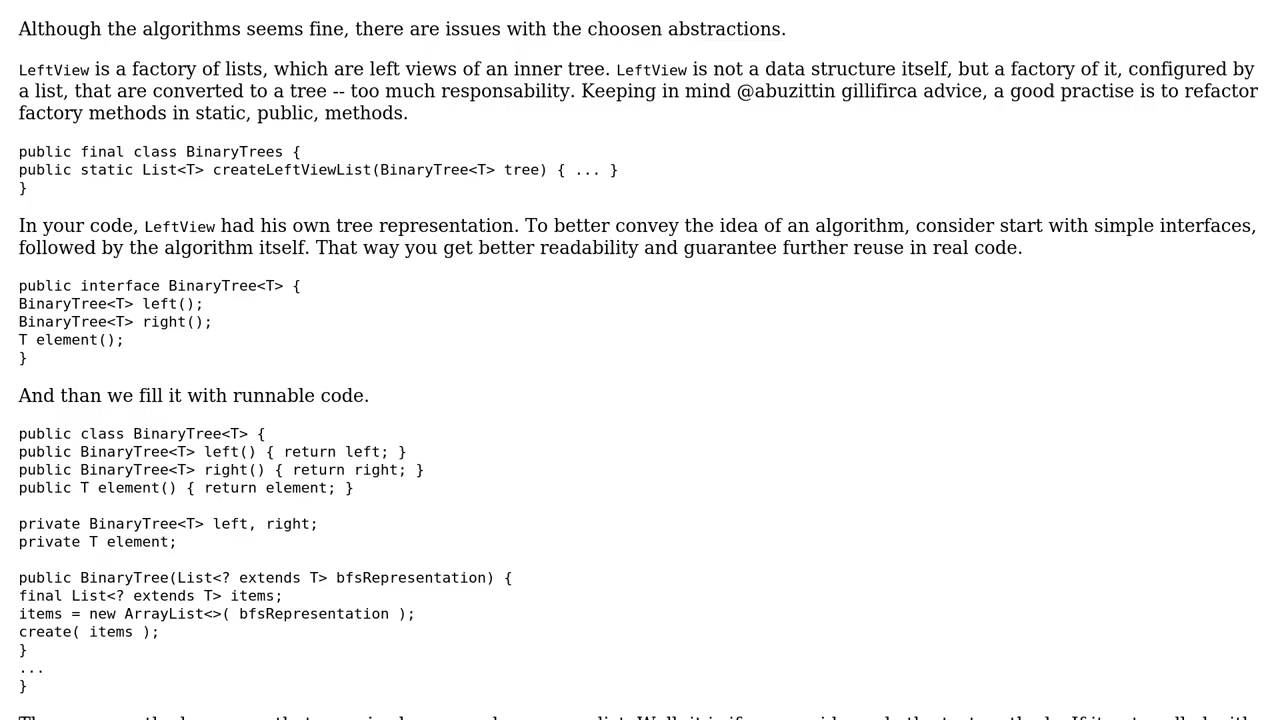 Although the algorithms seems fine, there are issues with the choosen abstractions.
LeftView is a factory of lists, which are left views of an inner tree. LeftView is not a data structure itself, but a factory of it, configured by
a list, that are converted to a tree -- too much responsability. Keeping in mind @abuzittin gillifirca advice, a good practise is to refactor
factory methods in static, public, methods.
public final class BinaryTrees {
public static List<T> createLeftViewList(BinaryTree<T> tree) { ... }
}
In your code, LeftView had his own tree representation. To better convey the idea of an algorithm, consider start with simple interfaces,
followed by the algorithm itself. That way you get better readability and guarantee further reuse in real code.
public interface BinaryTree<T> {
BinaryTree<T> left();
BinaryTree<T> right();
T element();
}
And than we fill it with runnable code.
public class BinaryTree<T> {
public BinaryTree<T> left() { return left; }
public BinaryTree<T> right() { return right; }
public T element() { return element; }
private BinaryTree<T> left, right;
private T element;
public BinaryTree(List<? extends T> bfsRepresentation) {
final List<? extends T> items;
items = new ArrayList<>( bfsRepresentation );
create( items );
}
...
}